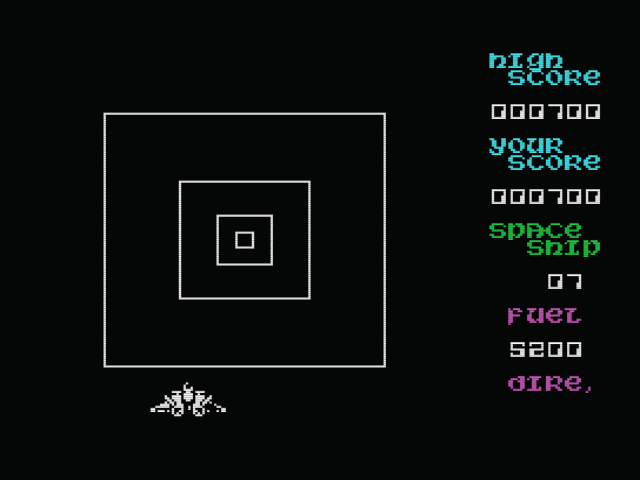 high
score
000700
your
score
000700
space
ship
07
fuel
5200
dire,